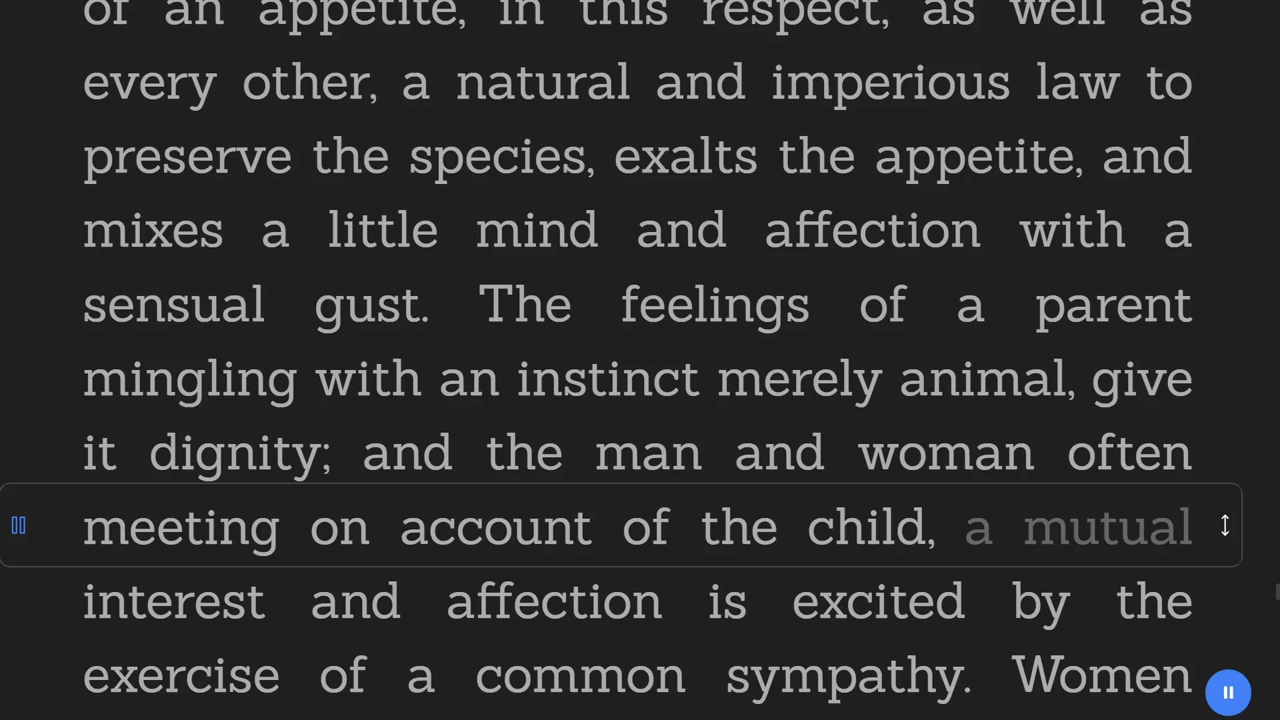 of an appetite, in this respect, as well as
every other, a natural and imperious law to
preserve the species, exalts the appetite, and
mixes a little mind and affection with a
sensual gust. The feelings of a parent
mingling with an instinct merely animal, give
it dignity; and the man and woman often
meeting on account of the child, a mutual
interest and affection is excited by the
exercise of a common sympathy. Women